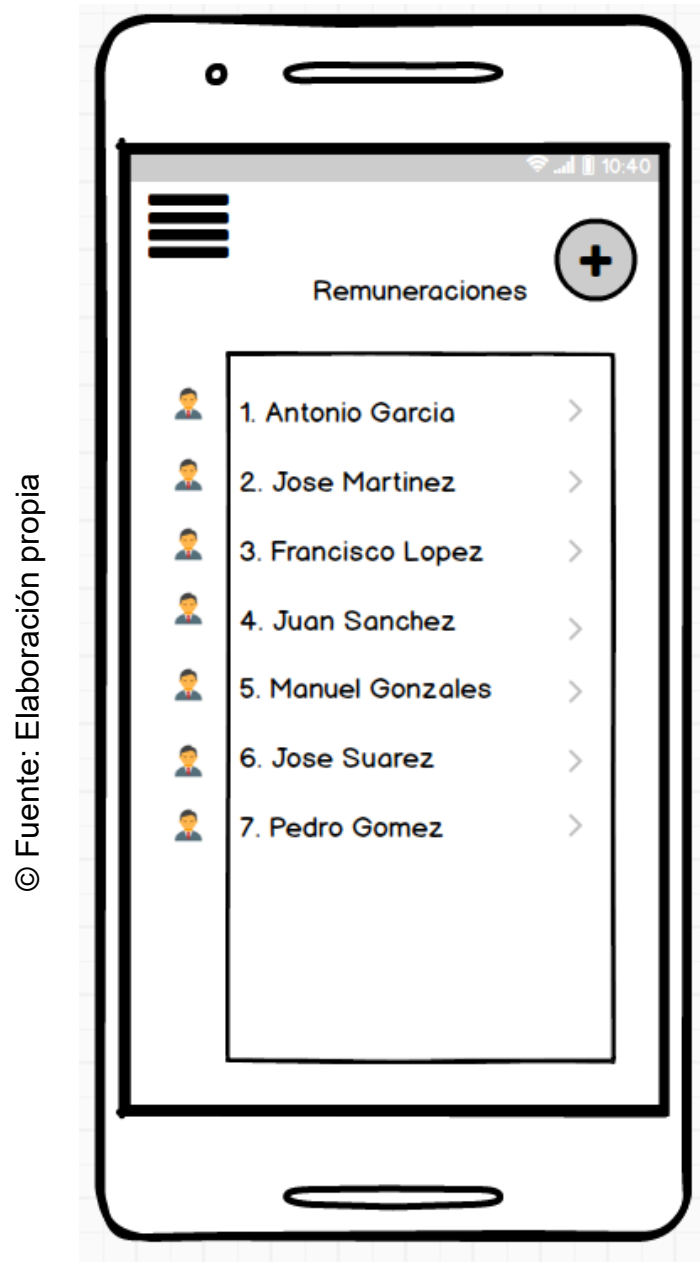 10:40
Remuneraciones
1. Antonio Garcia
2. Jose Martinez
3. Francisco Lopez
4. Juan Sanchez
5. Manuel Gonzales
6. Jose Suarez
7. Pedro Gomez
© Fuente: Elaboración propia